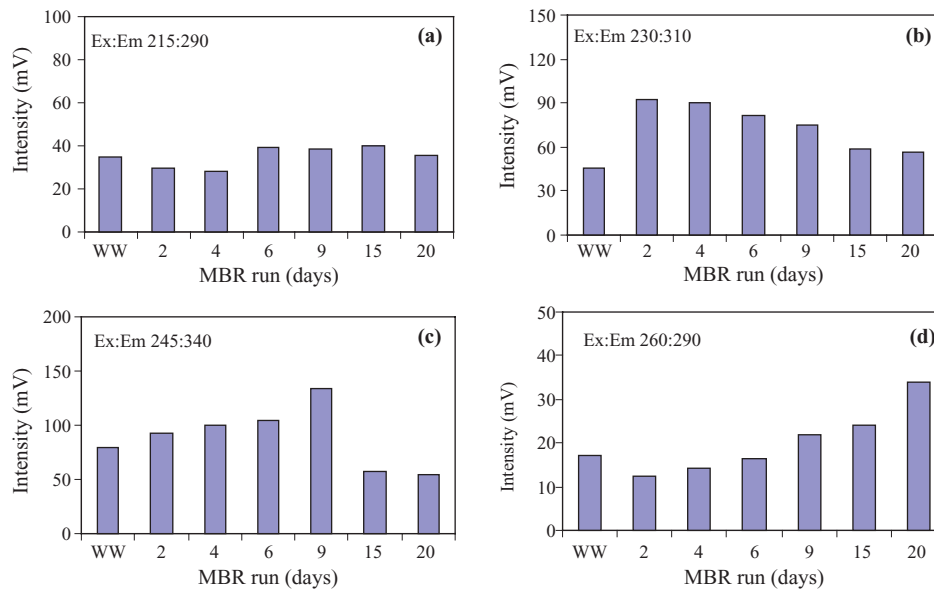 (a)
Ex:Em 215:290
Intensity (mV)
100
80
60
40
20
0
WW 2 4 6 9 15 20
MBR run (days)
(b)
Ex:Em 230:310
Intensity (mV)
150
120
90
60
30
0
WW 2 4 6 9 15 20
MBR run (days)
(c)
Ex:Em 245:340
Intensity (mV)
200
150
100
50
0
WW 2 4 6 9 15 20
MBR run (days)
(d)
Ex:Em 260:290
Intensity (mV)
50
40
30
20
10
0
WW 2 4 6 9 15 20
MBR run (days)